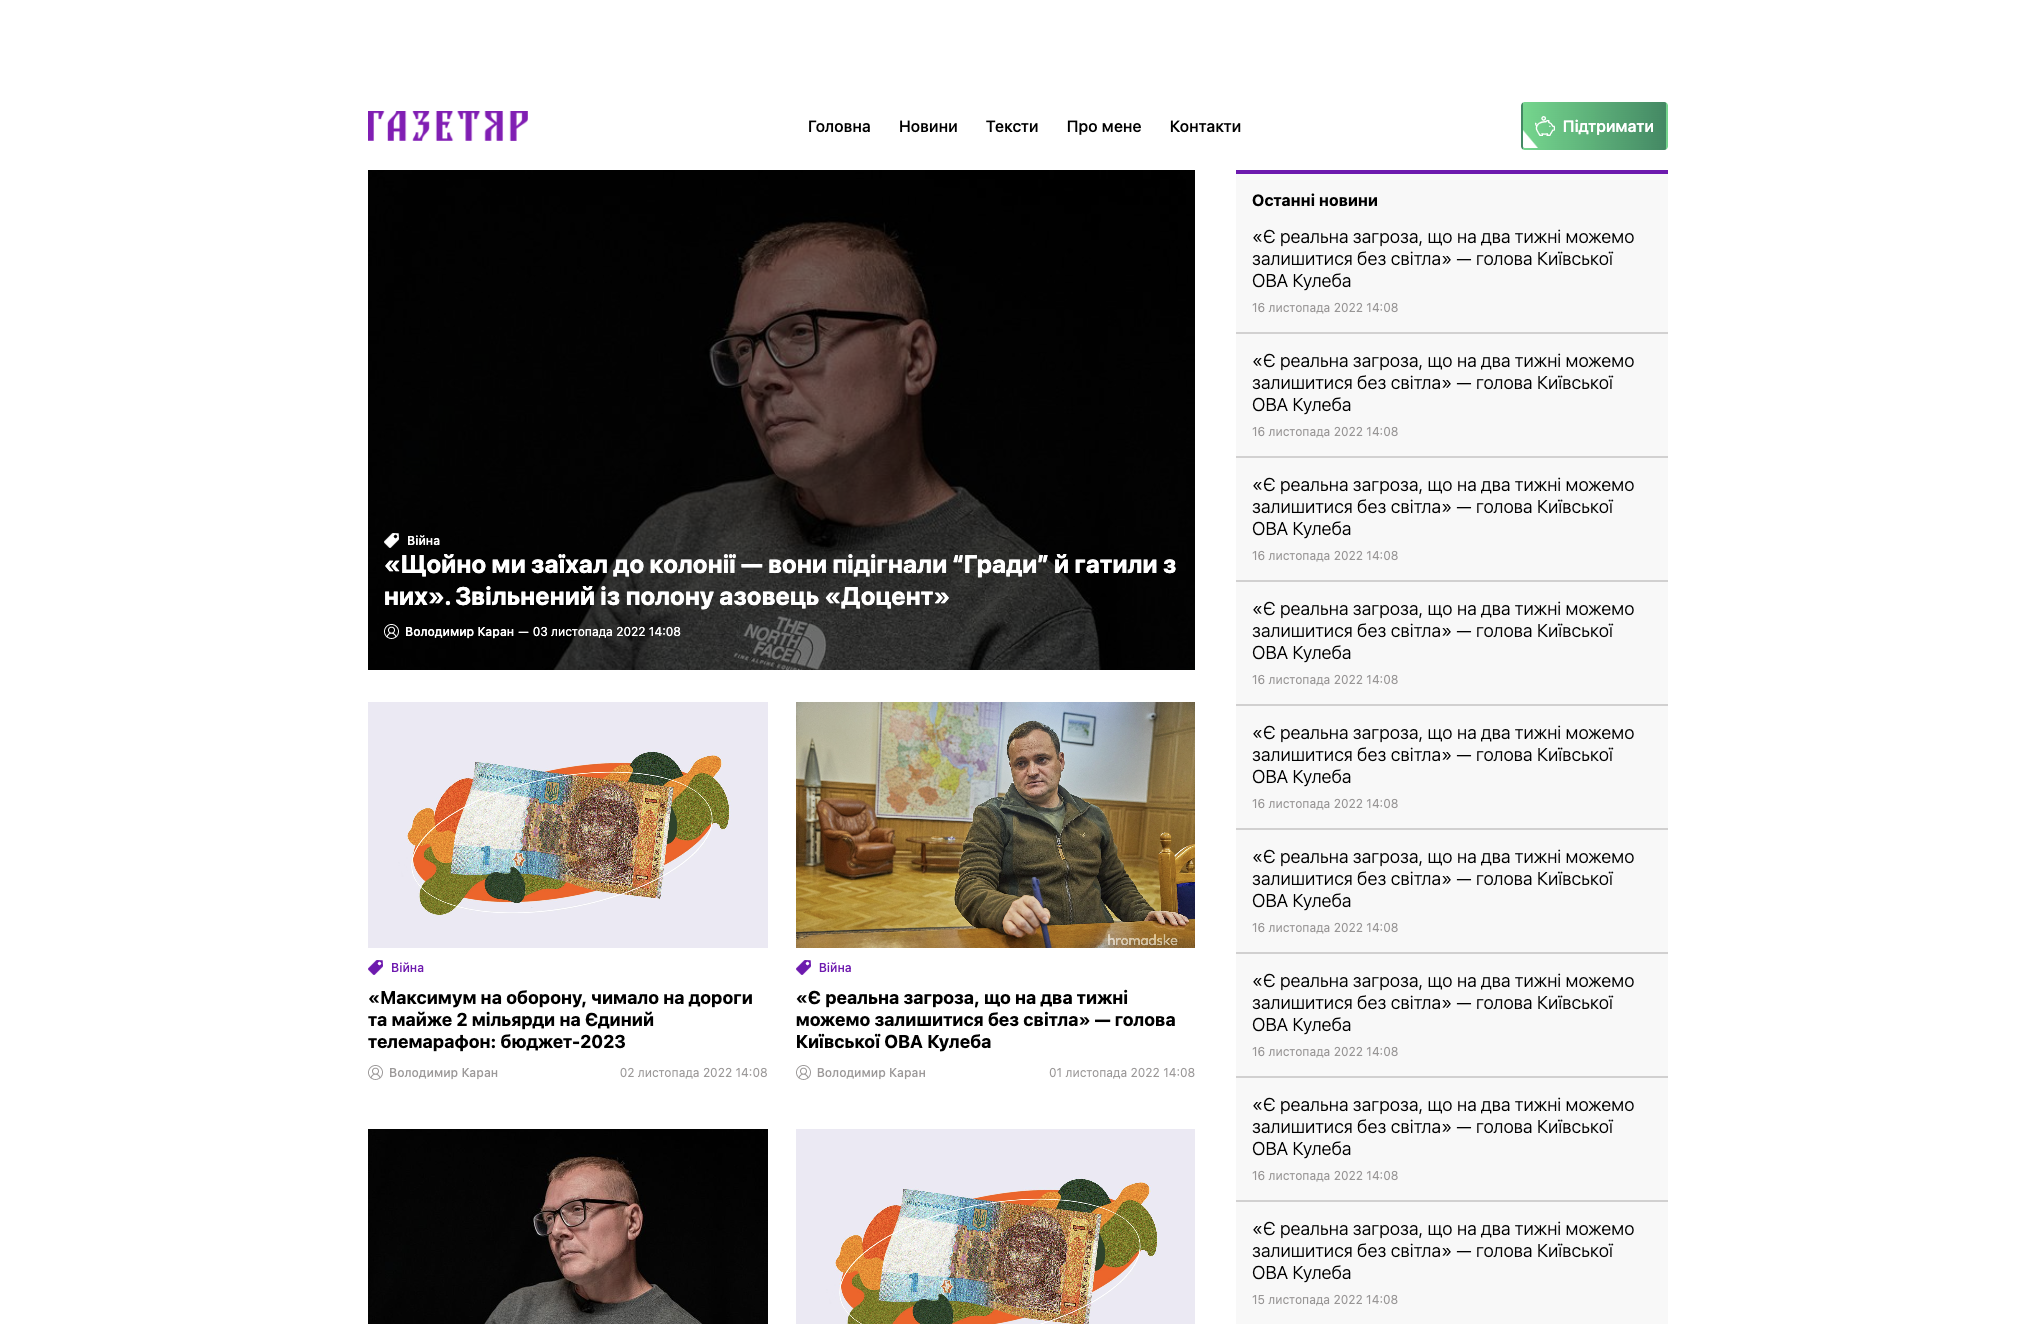 ГАЗЕТЯР
Головна Новини Тексти Про мене Контакти
Підтримати
Війна
«Щойно ми заїхал до колонії — вони підігнали “Гради” й гатили з
них». Звільнений із полону азовець «Доцент»
Володимир Каран — 03 листопада 2022 14:08
THE
NORTH
FACE
hromadske
Війна
«Максимум на оборону, чимало на дороги
та майже 2 мільярди на Єдиний
телемарафон: бюджет-2023
Володимир Каран 02 листопада 2022 14:08
Війна
«Є реальна загроза, що на два тижні
можемо залишитися без світла» — голова
Київської ОВА Кулеба
Володимир Каран 01 листопада 2022 14:08
Останні новини
«Є реальна загроза, що на два тижні можемо
залишитися без світла» — голова Київської
ОВА Кулеба
16 листопада 2022 14:08
«Є реальна загроза, що на два тижні можемо
залишитися без світла» — голова Київської
ОВА Кулеба
16 листопада 2022 14:08
«Є реальна загроза, що на два тижні можемо
залишитися без світла» — голова Київської
ОВА Кулеба
16 листопада 2022 14:08
«Є реальна загроза, що на два тижні можемо
залишитися без світла» — голова Київської
ОВА Кулеба
16 листопада 2022 14:08
«Є реальна загроза, що на два тижні можемо
залишитися без світла» — голова Київської
ОВА Кулеба
16 листопада 2022 14:08
«Є реальна загроза, що на два тижні можемо
залишитися без світла» — голова Київської
ОВА Кулеба
16 листопада 2022 14:08
«Є реальна загроза, що на два тижні можемо
залишитися без світла» — голова Київської
ОВА Кулеба
16 листопада 2022 14:08
«Є реальна загроза, що на два тижні можемо
залишитися без світла» — голова Київської
ОВА Кулеба
16 листопада 2022 14:08
«Є реальна загроза, що на два тижні можемо
залишитися без світла» — голова Київської
ОВА Кулеба
15 листопада 2022 14:08